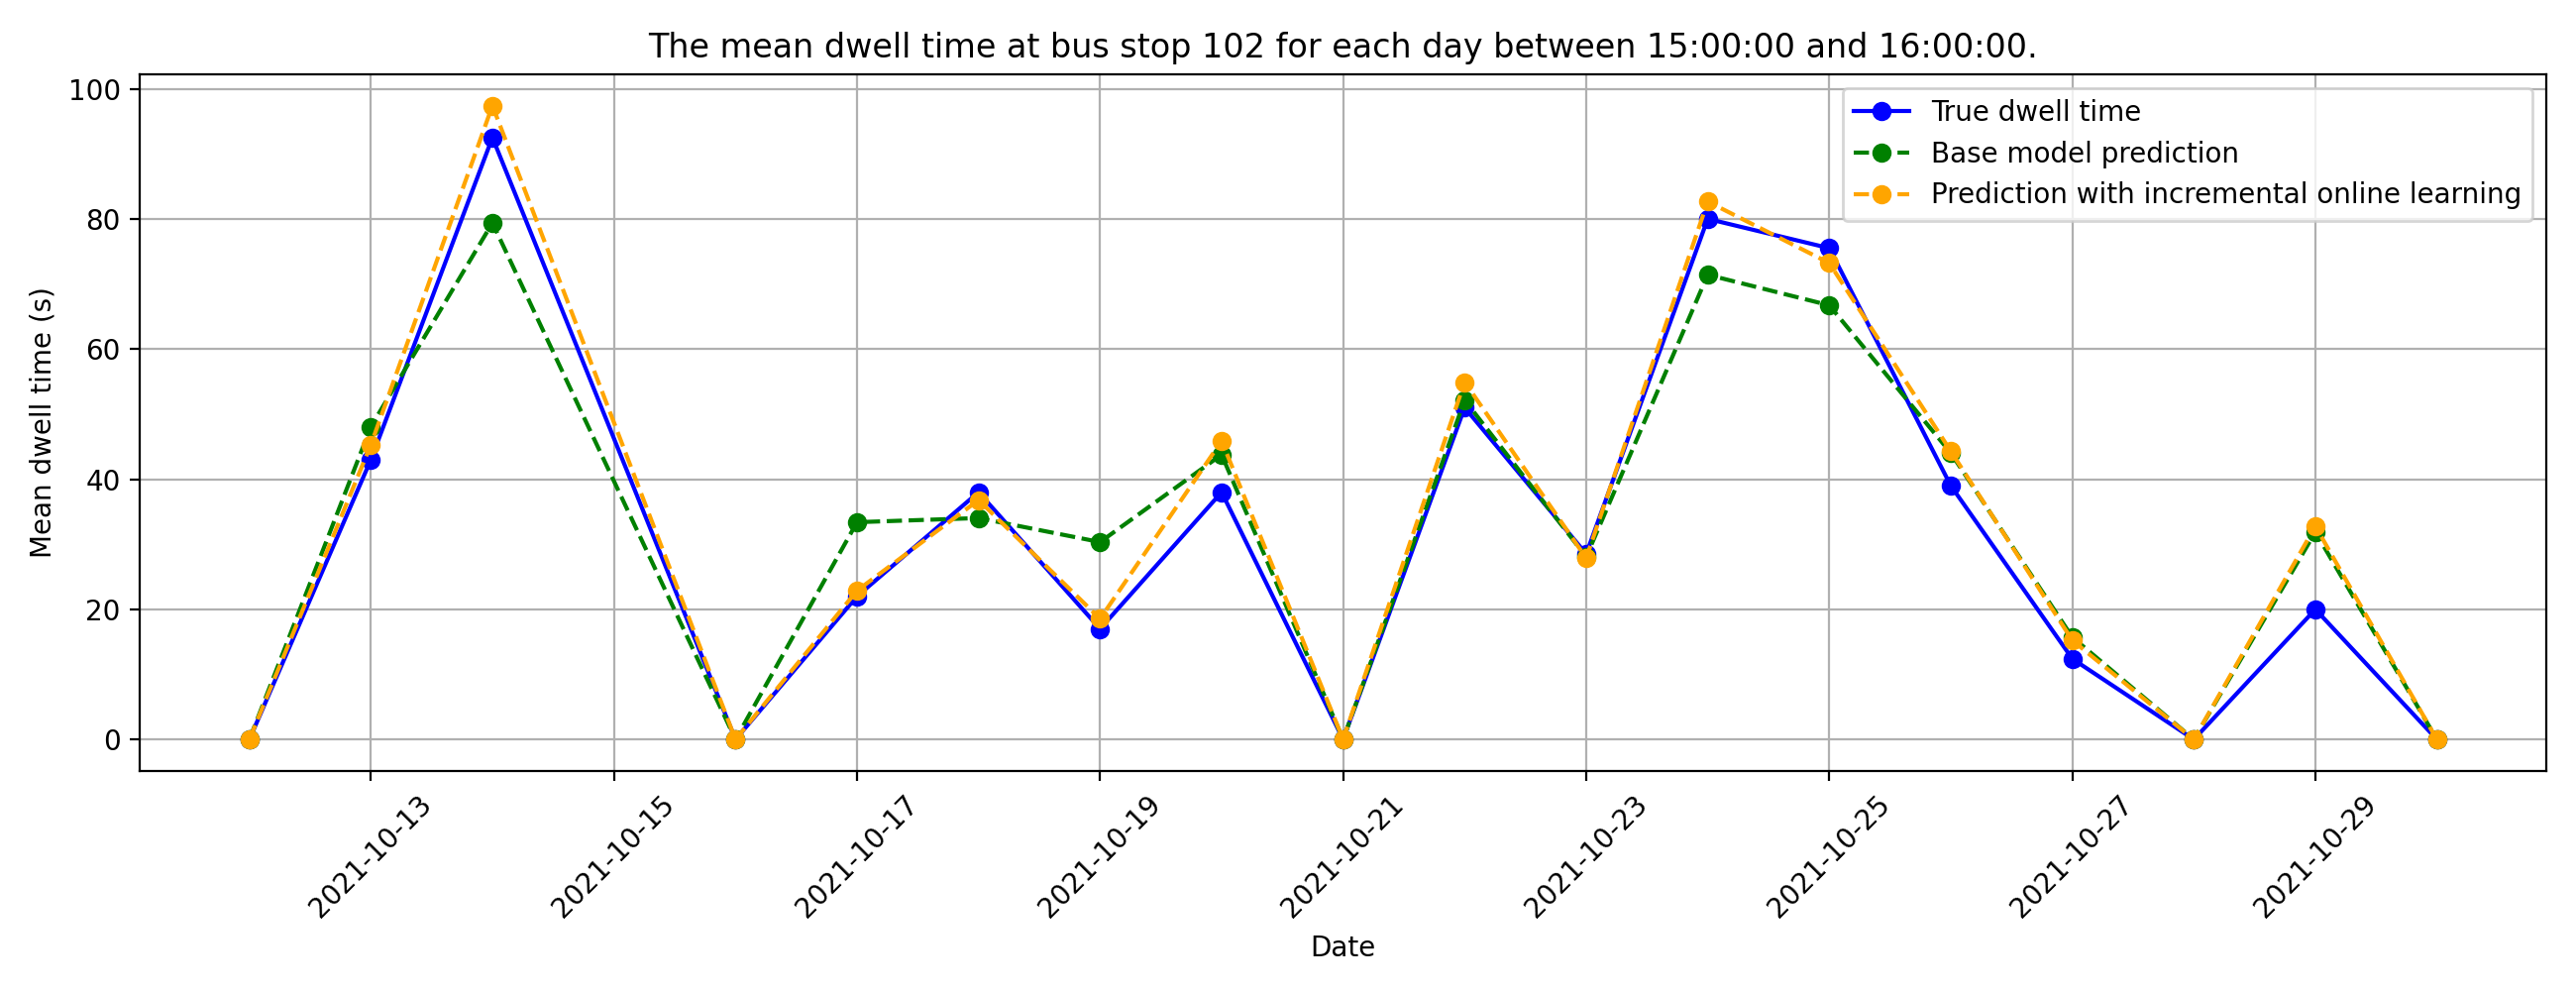 The mean dwell time at bus stop 102 for each day between 15:00:00 and 16:00:00.
100
80
60
40
20
0
Mean dwell time (s)
True dwell time
Base model prediction
Prediction with incremental online learning
2021-10-13
2021-10-15
2021-10-17
2021-10-19
2021-10-21
2021-10-23
2021-10-25
2021-10-27
2021-10-29
Date